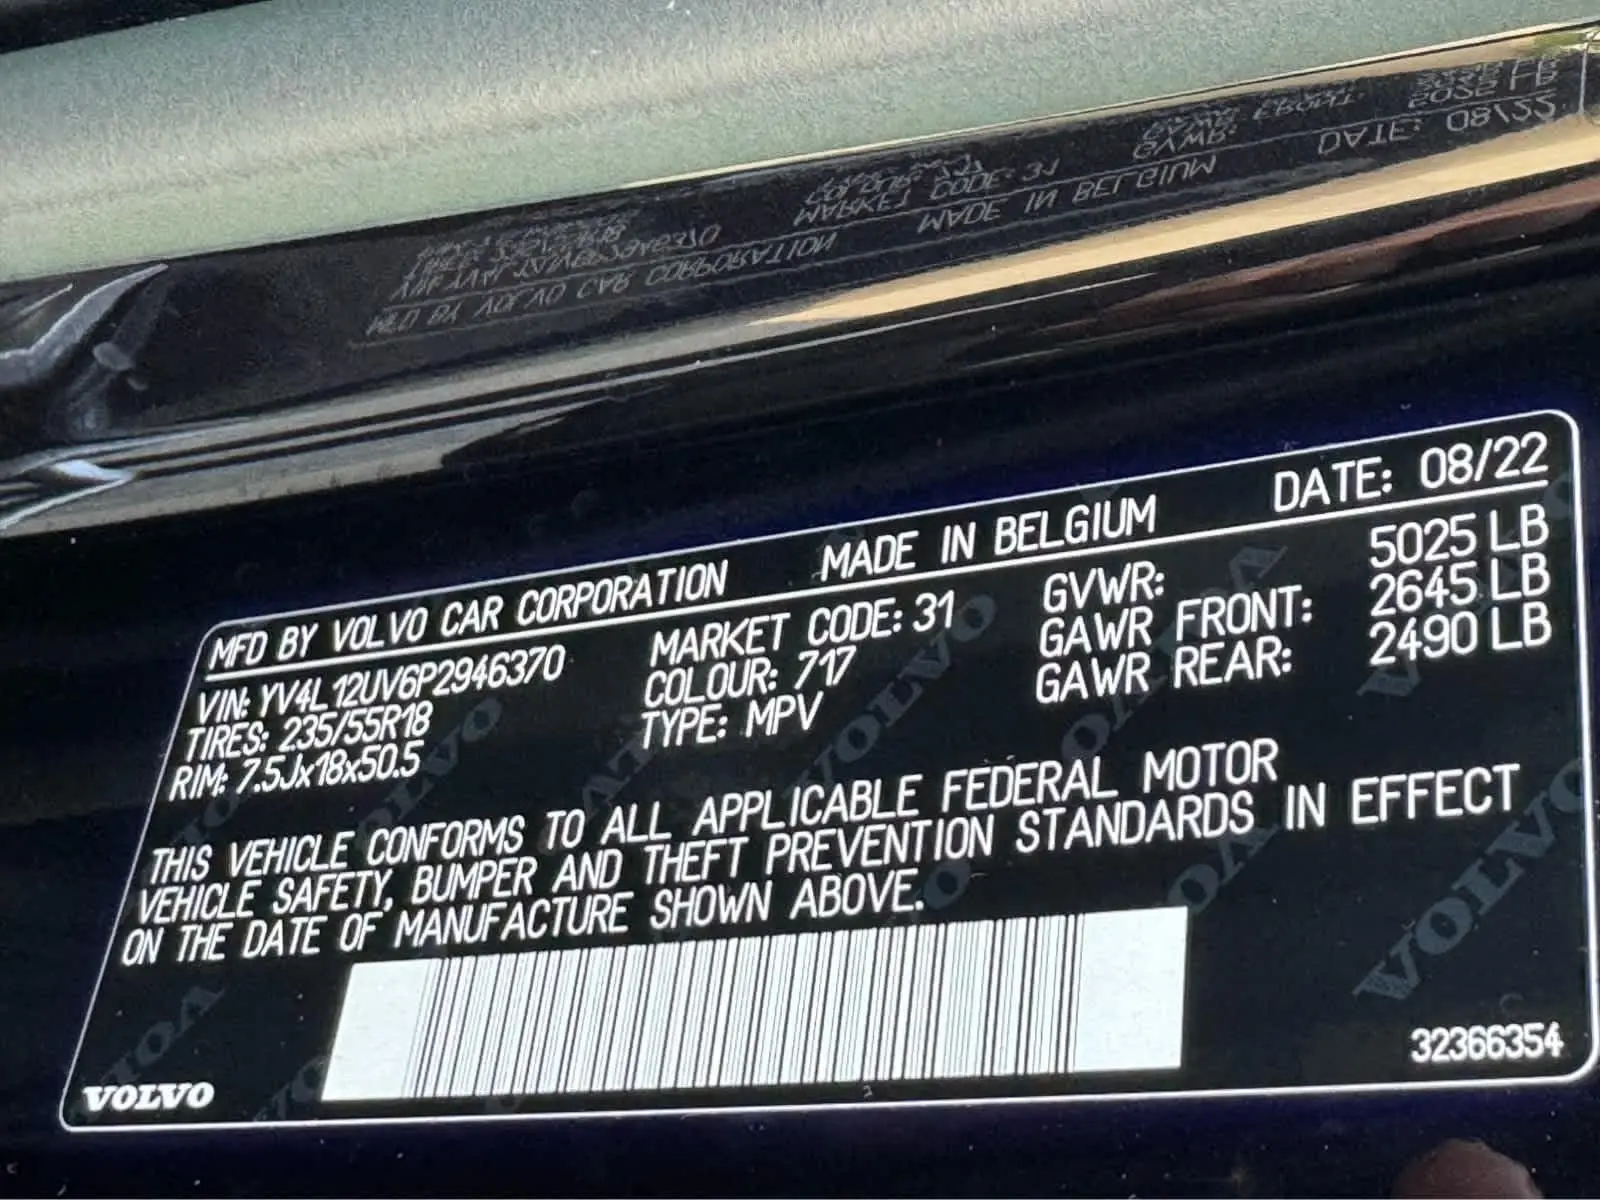 MFD BY VOLVO CAR CORPORATION MADE IN BELGIUM DATE: 08/22
VIN: YV4L12UV6P2946370 MARKET CODE: 31 GVWR: 5025 LB
TIRES: 235/55R18 COLOUR: 717 GAWR FRONT: 2645 LB
RIM: 7.5Jx18x50.5 TYPE: MPV GAWR REAR: 2490 LB
THIS VEHICLE CONFORMS TO ALL APPLICABLE FEDERAL MOTOR
VEHICLE SAFETY, BUMPER AND THEFT PREVENTION STANDARDS IN EFFECT
ON THE DATE OF MANUFACTURE SHOWN ABOVE.
VOLVO
32366354